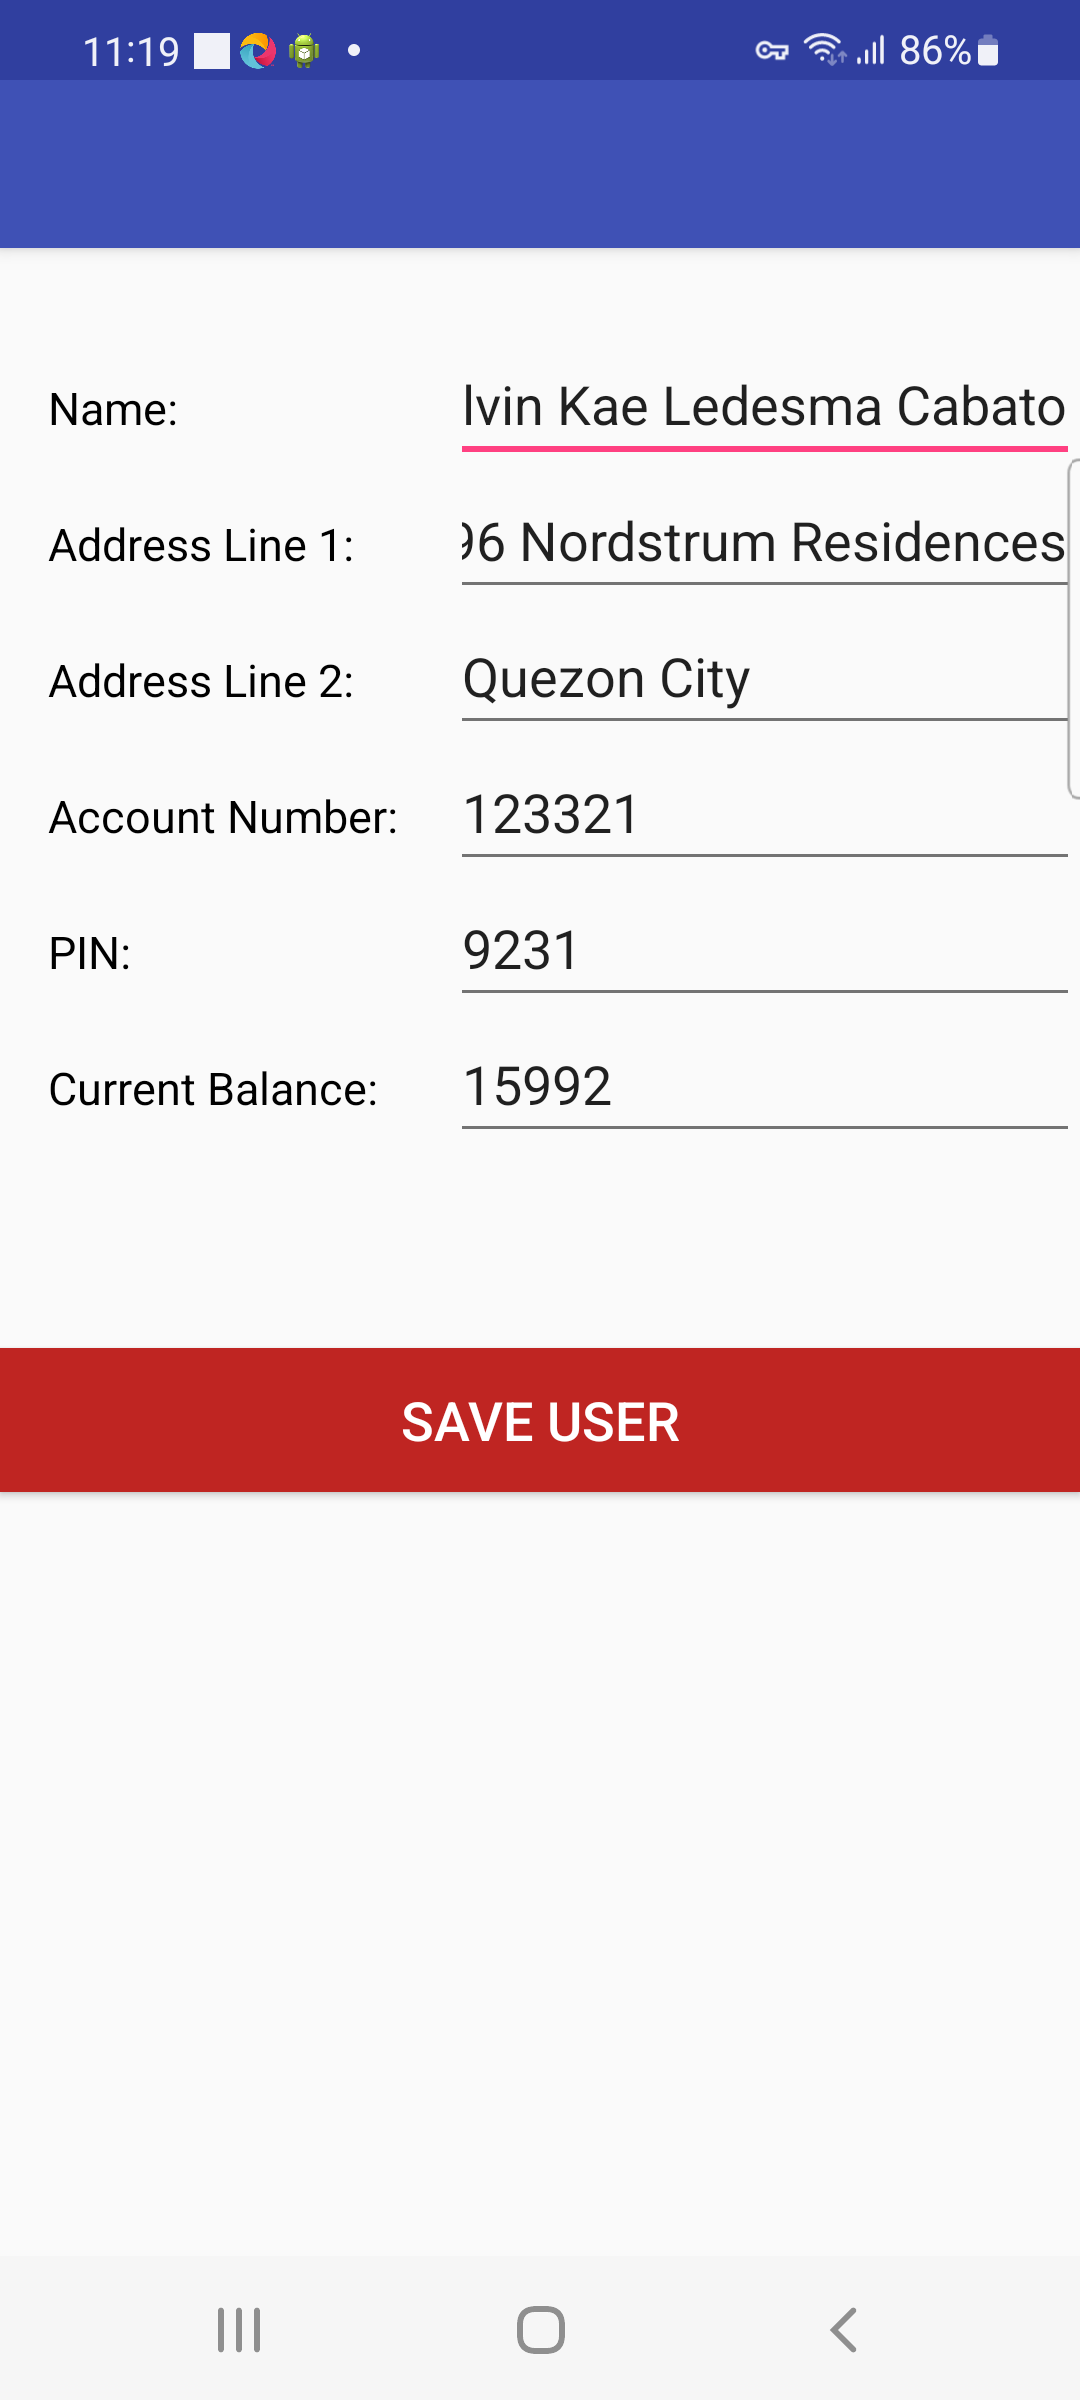 11:19 86%
Name: lvin Kae Ledesma Cabato
Address Line 1: 96 Nordstrum Residences
Address Line 2: Quezon City
Account Number: 123321
PIN: 9231
Current Balance: 15992
SAVE USER